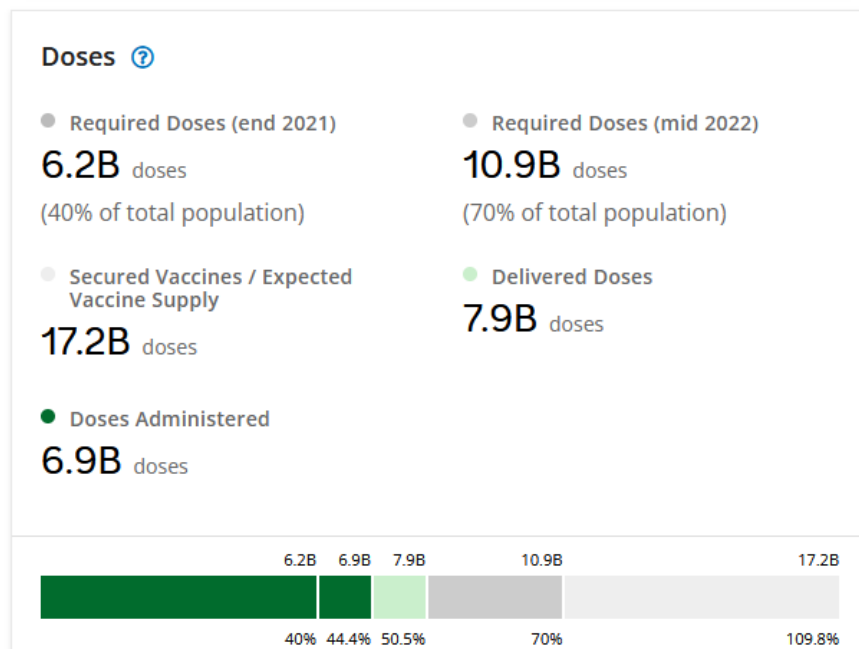 Doses ?
Required Doses (end 2021)
6.2B doses
(40% of total population)
Required Doses (mid 2022)
10.9B doses
(70% of total population)
Secured Vaccines / Expected
Vaccine Supply
17.2B doses
Delivered Doses
7.9B doses
Doses Administered
6.9B doses
6.2B 6.9B 7.9B 10.9B 17.2B
40% 44.4% 50.5% 70% 109.8%